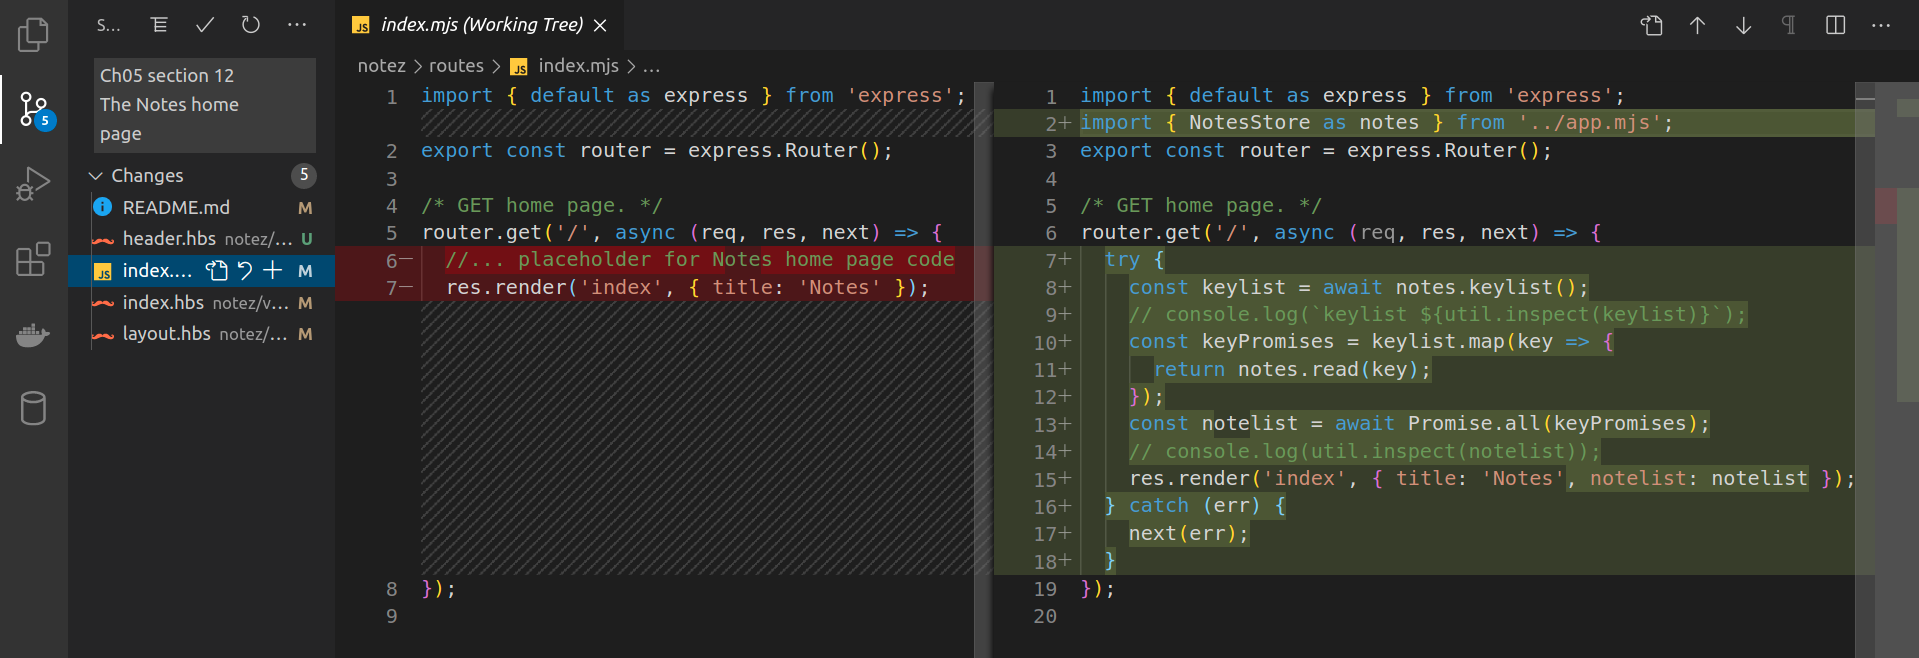 S...
JS index.mjs (Working Tree)
Ch05 section 12
The Notes home
page
5
Changes 5
README.md M
header.hbs notez/... U
JS index.... M
index.hbs notez/v... M
layout.hbs notez/... M
notez > routes > JS index.mjs > ...
1 import { default as express } from 'express';
2 export const router = express.Router();
3
4 /* GET home page. */
5 router.get('/', async (req, res, next) => {
6— //... placeholder for Notes home page code
7— res.render('index', { title: 'Notes' });
8 });
9
1 import { default as express } from 'express';
2+ import { NotesStore as notes } from '../app.mjs';
3 export const router = express.Router();
4
5 /* GET home page. */
6 router.get('/', async (req, res, next) => {
7+ try {
8+ const keylist = await notes.keylist();
9+ // console.log(`keylist ${util.inspect(keylist)}`);
10+ const keyPromises = keylist.map(key => {
11+ return notes.read(key);
12+ });
13+ const notelist = await Promise.all(keyPromises);
14+ // console.log(util.inspect(notelist));
15+ res.render('index', { title: 'Notes', notelist: notelist });
16+ } catch (err) {
17+ next(err);
18+ }
19 });
20